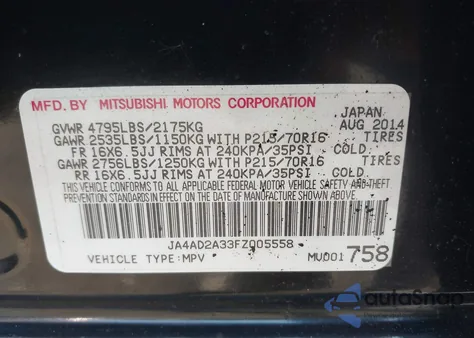 MFD. BY MITSUBISHI MOTORS CORPORATION
JAPAN
GVWR 4795LBS/2175KG AUG 2014
GAWR 2535LBS/1150KG WITH P215/70R16 TIRES
FR 16X6.5JJ RIMS AT 240KPA/35PSI COLD.
GAWR 2756LBS/1250KG WITH P215/70R16 TIRES
RR 16X6.5JJ RIMS AT 240KPA/35PSI COLD.
THIS VEHICLE CONFORMS TO ALL APPLICABLE FEDERAL MOTOR VEHICLE SAFETY AND THEFT
PREVENTION STANDARDS IN EFFECT ON THE DATE OF MANUFACTURE SHOWN ABOVE.
JA4AD2A33FZ005558
VEHICLE TYPE:MPV MU001758
autoSnap